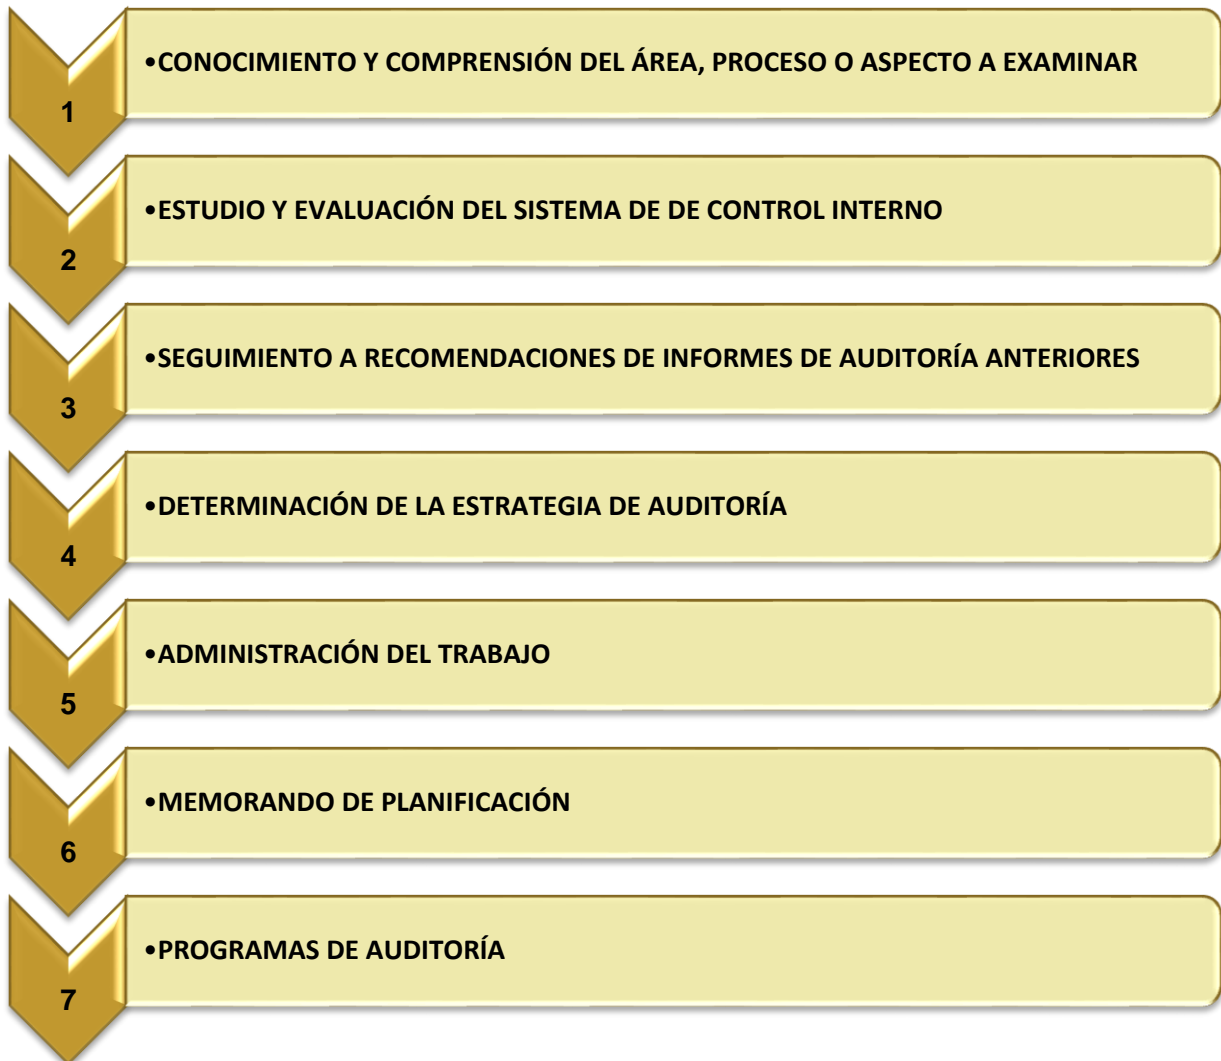 •CONOCIMIENTO Y COMPRENSIÓN DEL ÁREA, PROCESO O ASPECTO A EXAMINAR
1
•ESTUDIO Y EVALUACIÓN DEL SISTEMA DE DE CONTROL INTERNO
2
•SEGUIMIENTO A RECOMENDACIONES DE INFORMES DE AUDITORÍA ANTERIORES
3
•DETERMINACIÓN DE LA ESTRATEGIA DE AUDITORÍA
4
•ADMINISTRACIÓN DEL TRABAJO
5
•MEMORANDO DE PLANIFICACIÓN
6
•PROGRAMAS DE AUDITORÍA
7